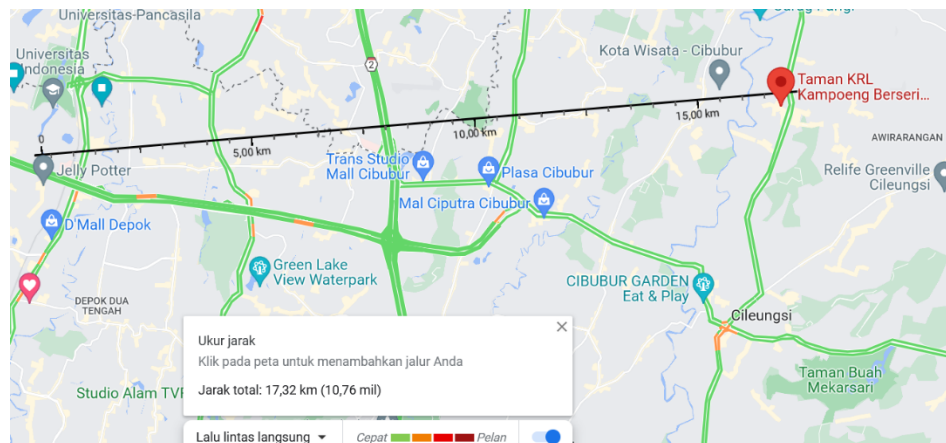 Universitas-Pancasila
Universitas
Indonesia
2
Kota Wisata - Cibubur
Taman KRL
Kampoeng Berseri...
0
5,00 km
10,00 km
15,00 km
AWIRARANGAN
Jelly Potter
Trans Studio
Mall Cibubur
Plasa Cibubur
Relife Greenville
Cileungsi
Mal Ciputra Cibubur
D'Mall Depok
Green Lake
View Waterpark
CIBUBUR GARDEN
Eat & Play
DEPOK DUA
TENGAH
Cileungsi
Ukur jarak
Klik pada peta untuk menambahkan jalur Anda
Jarak total: 17,32 km (10,76 mil)
Taman Buah
Mekarsari
Studio Alam TVR
Lalu lintas langsung
Cepat
Pelan